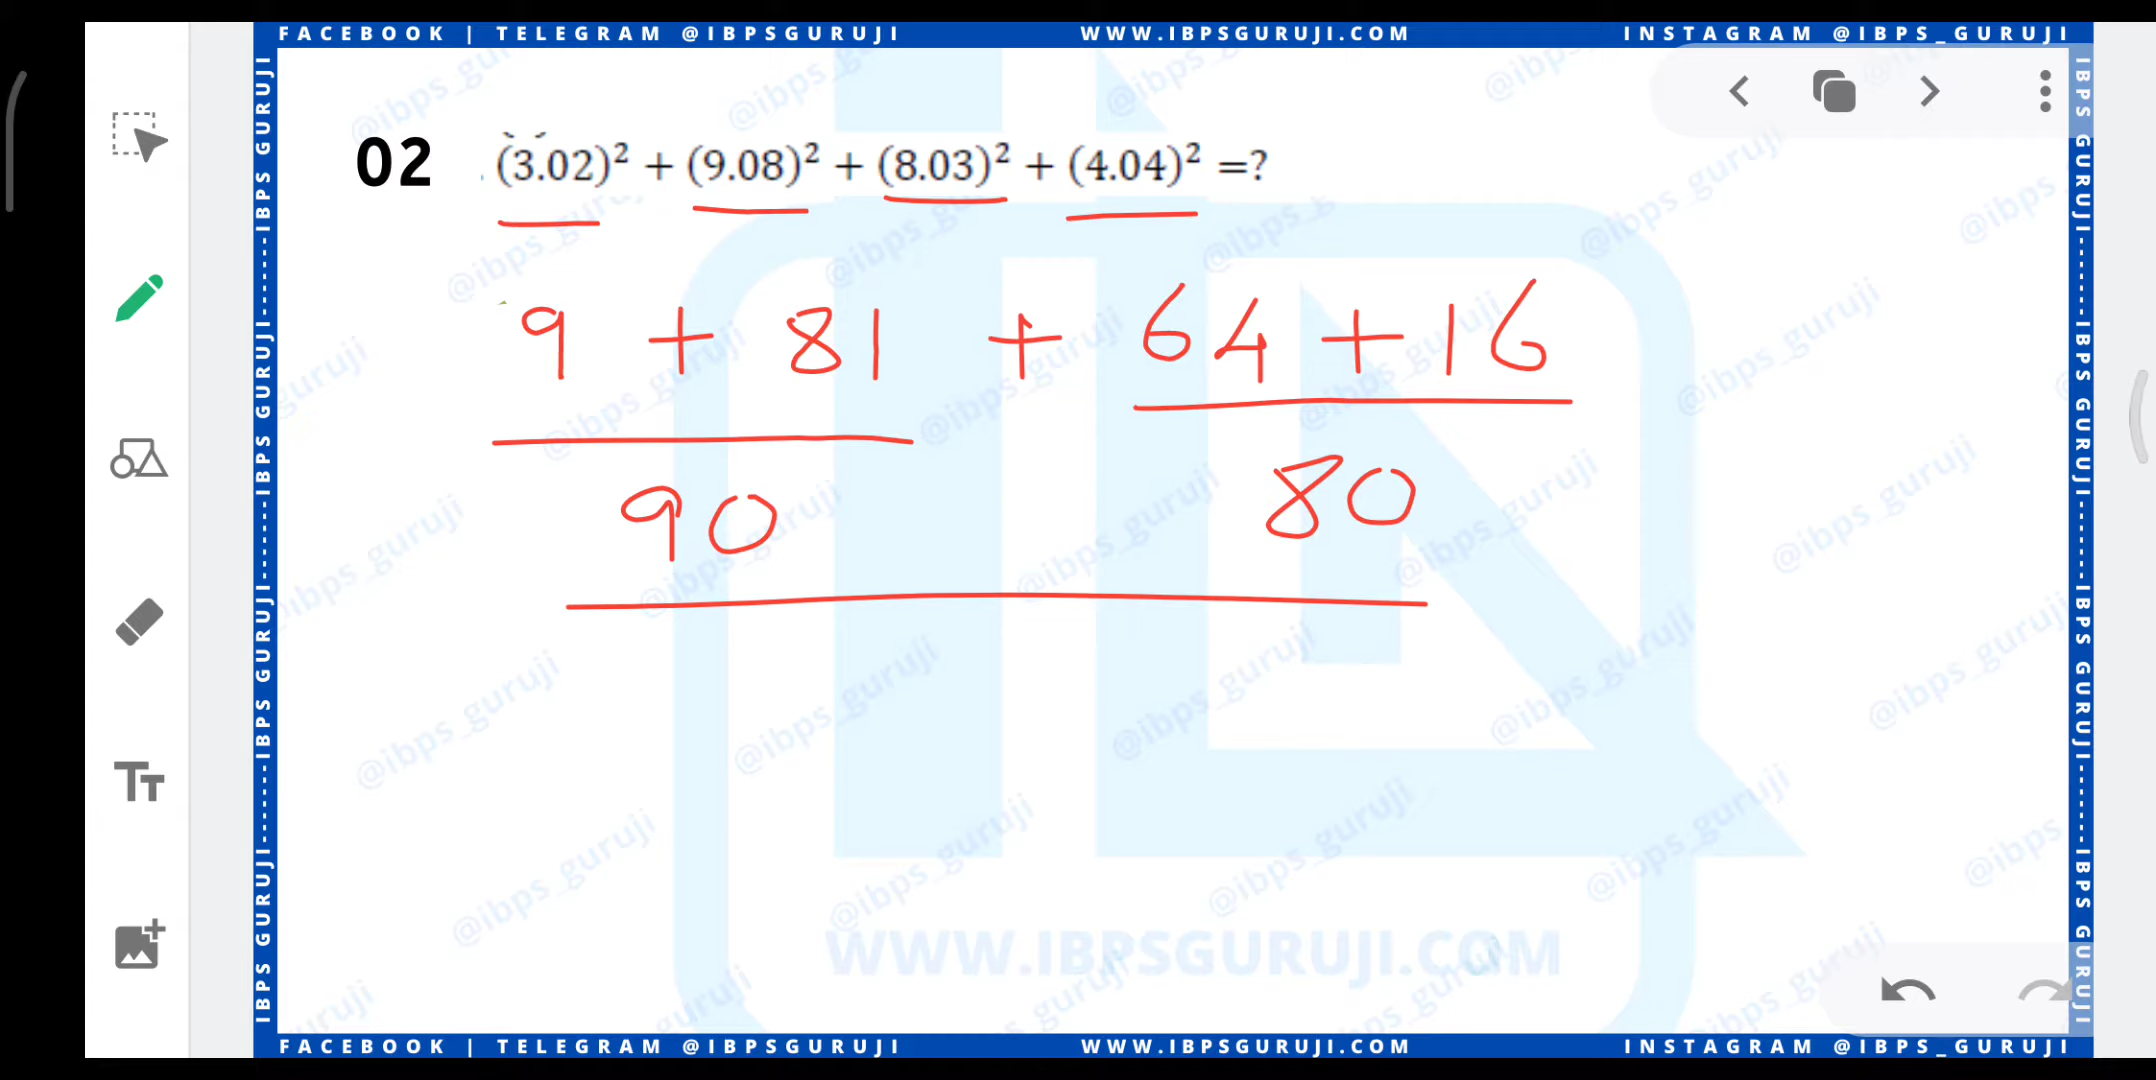 FACEBOOK | TELEGRAM @IBPSGURUJI WWW.IBPSGURUJI.COM INSTAGRAM @IBPS_GURUJI
02 (3.02)² + (9.08)² + (8.03)² + (4.04)² =?
9 + 81 + 64 + 16
90 80
WWW.IBPSGURUJI.COM
FACEBOOK | TELEGRAM @IBPSGURUJI WWW.IBPSGURUJI.COM INSTAGRAM @IBPS_GURUJI